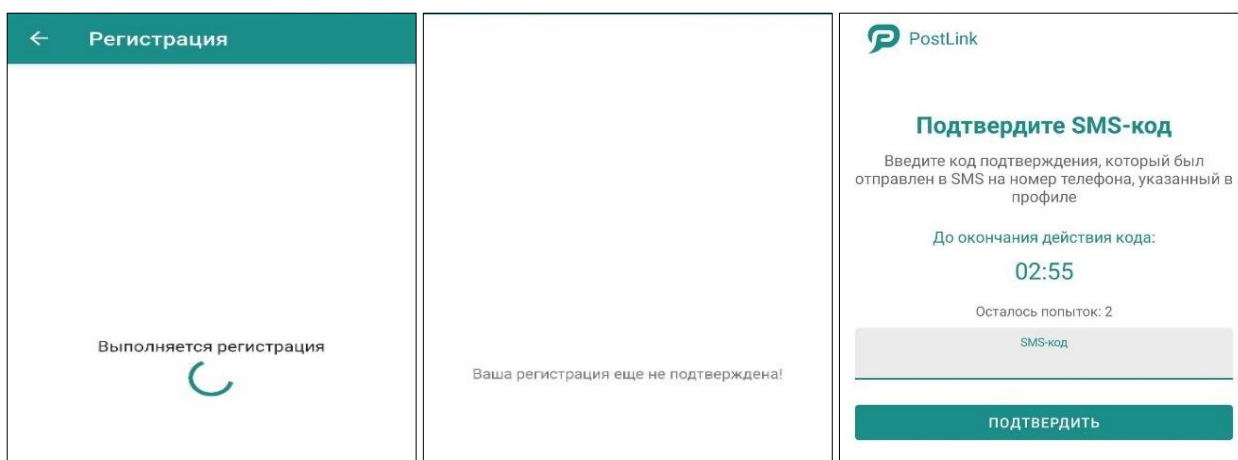 Регистрация
Выполняется регистрация
Ваша регистрация еще не подтверждена!
PostLink
Подтвердите SMS-код
Введите код подтверждения, который был
отправлен в SMS на номер телефона, указанный в
профиле
До окончания действия кода:
02:55
Осталось попыток: 2
SMS-код
ПОДТВЕРДИТЬ